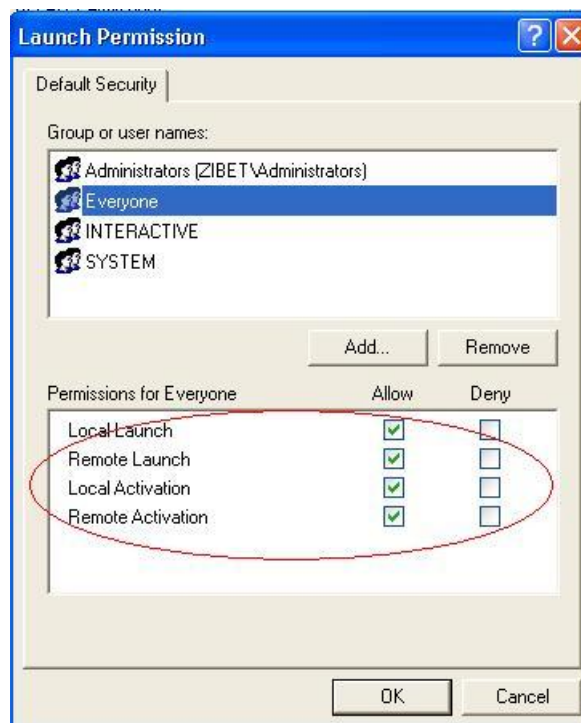 Launch Permission
Default Security
Group or user names:
Administrators (ZIBET\Administrators)
Everyone
INTERACTIVE
SYSTEM
Add... Remove
Permissions for Everyone Allow Deny
Local Launch
Remote Launch
Local Activation
Remote Activation
OK Cancel